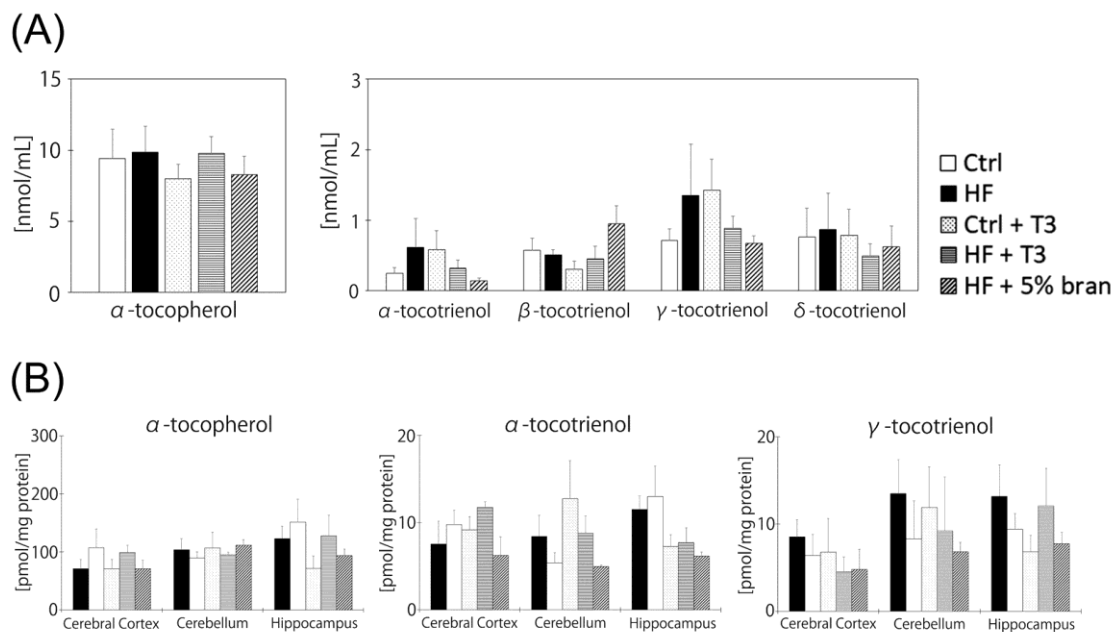 (A)
15
10
5
0
[nmol/mL]
α-tocopherol
3
2
1
0
[nmol/mL]
α-tocotrienol
β-tocotrienol
γ-tocotrienol
δ-tocotrienol
Ctrl
HF
Ctrl + T3
HF + T3
HF + 5% bran
(B)
α-tocopherol
300
200
100
0
[pmol/mg protein]
Cerebral Cortex Cerebellum Hippocampus
α-tocotrienol
20
10
0
[pmol/mg protein]
Cerebral Cortex Cerebellum Hippocampus
γ-tocotrienol
20
10
0
[pmol/mg protein]
Cerebral Cortex Cerebellum Hippocampus